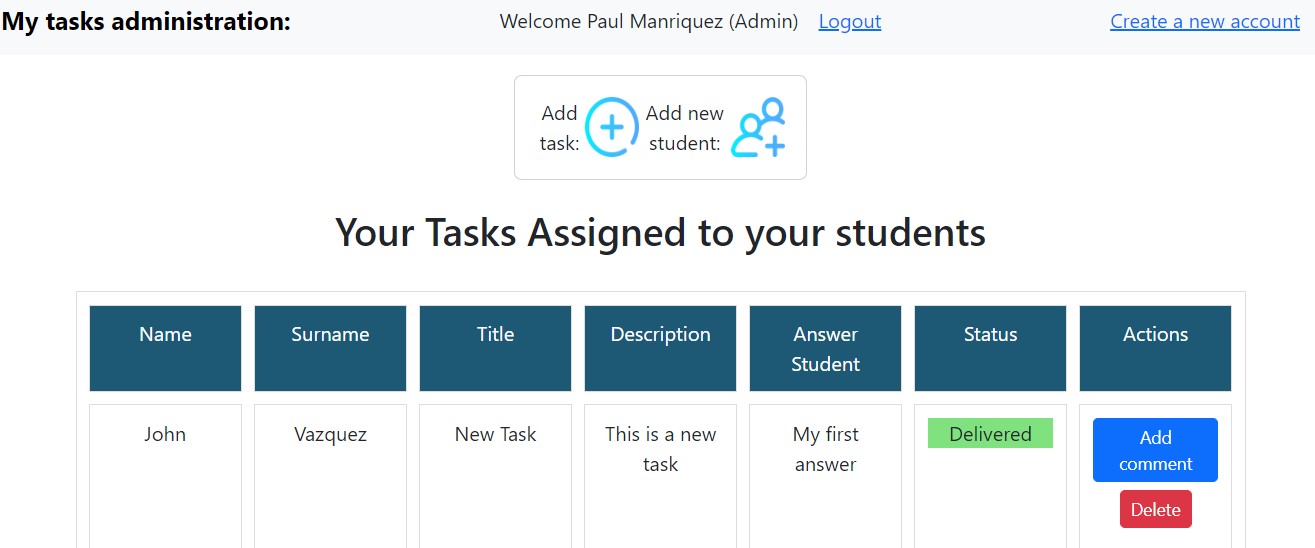 My tasks administration: Welcome Paul Manriquez (Admin) Logout Create a new account
Add task: Add new student:
Your Tasks Assigned to your students
Name Surname Title Description Answer Student Status Actions
John Vazquez New Task This is a new task My first answer Delivered Add comment
Delete